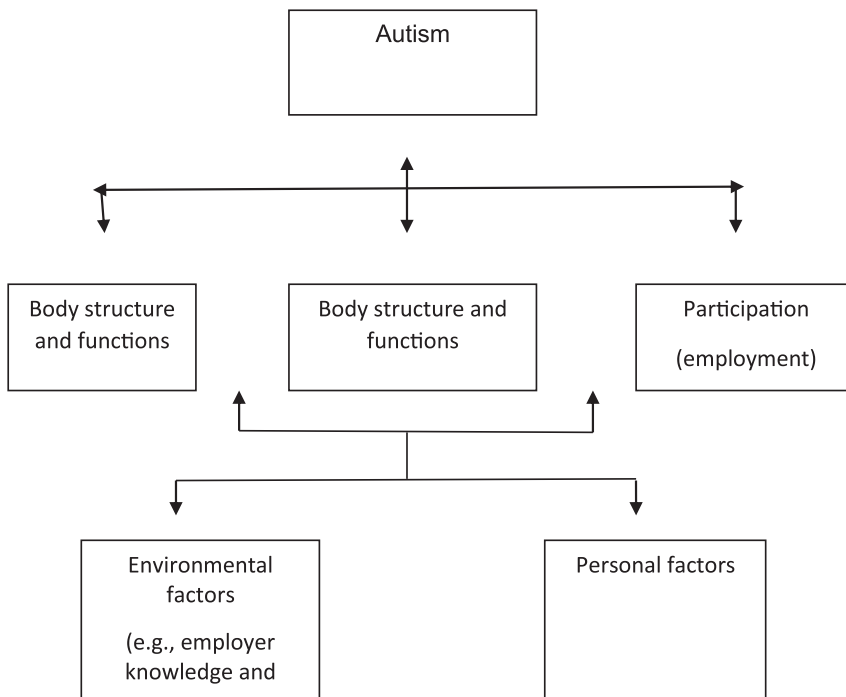 Autism
Body structure
and functions
Body structure and
functions
Participation
(employment)
Environmental
factors
(e.g., employer
knowledge and
Personal factors